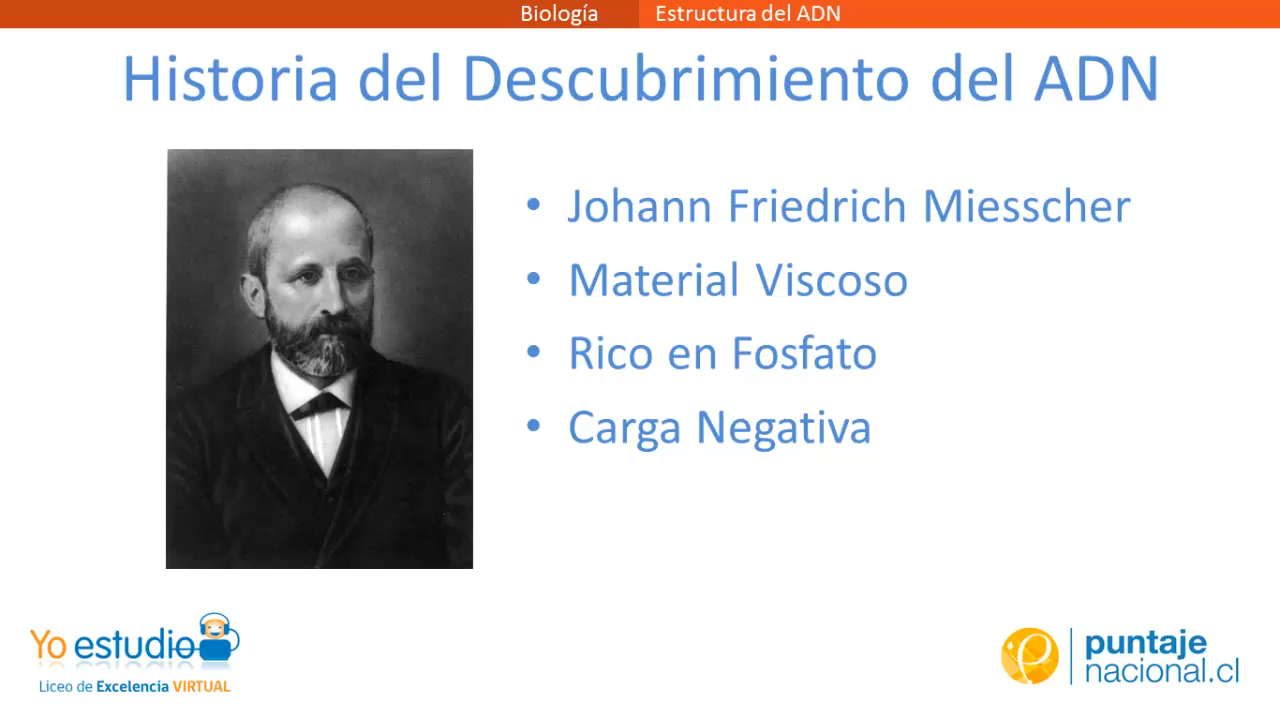 Biología Estructura del ADN
Historia del Descubrimiento del ADN
• Johann Friedrich Miesscher
• Material Viscoso
• Rico en Fosfato
• Carga Negativa
Yo estudio
Liceo de Excelencia VIRTUAL
puntaje
nacional.cl